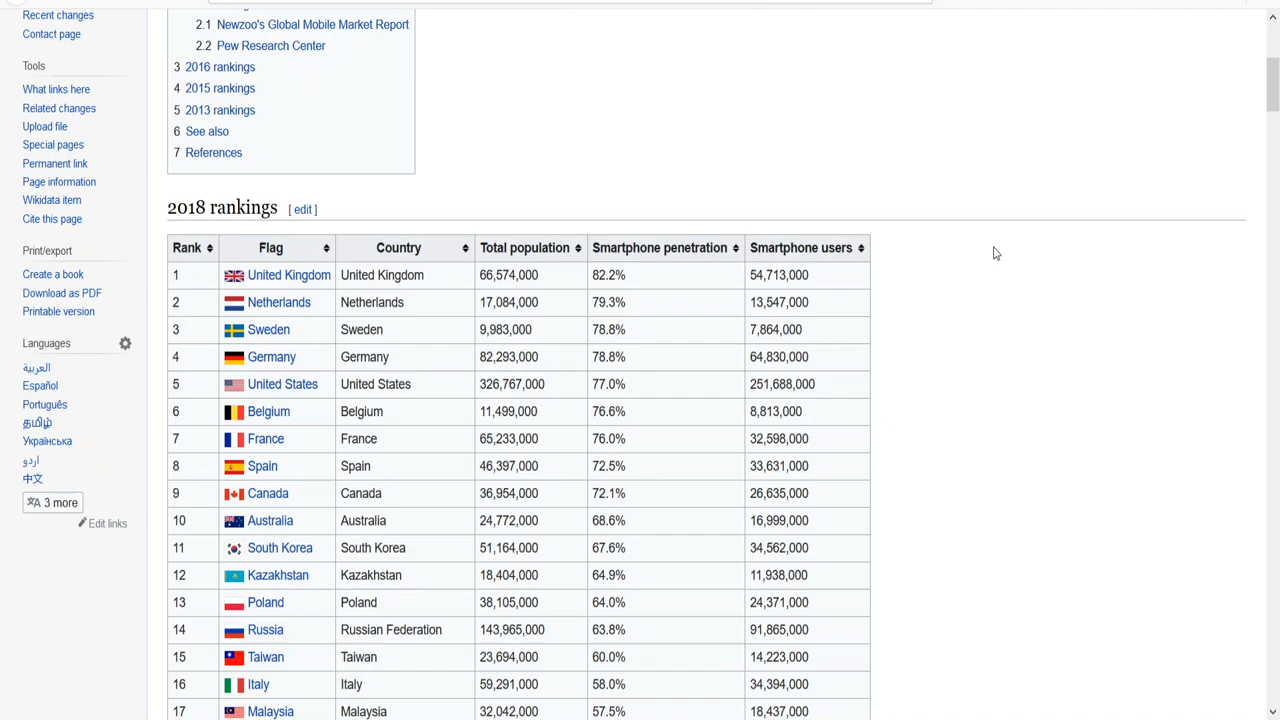 Recent changes
Contact page
Tools
What links here
Related changes
Upload file
Special pages
Permanent link
Page information
Wikidata item
Cite this page
Print/export
Create a book
Download as PDF
Printable version
Languages
العربية
Español
Português
தமிழ்
Українська
اردو
中文
3 more
Edit links
2.1 Newzoo's Global Mobile Market Report
2.2 Pew Research Center
3 2016 rankings
4 2015 rankings
5 2013 rankings
6 See also
7 References
2018 rankings [ edit ]
Rank Flag Country Total population Smartphone penetration Smartphone users
1 United Kingdom United Kingdom 66,574,000 82.2% 54,713,000
2 Netherlands Netherlands 17,084,000 79.3% 13,547,000
3 Sweden Sweden 9,983,000 78.8% 7,864,000
4 Germany Germany 82,293,000 78.8% 64,830,000
5 United States United States 326,767,000 77.0% 251,688,000
6 Belgium Belgium 11,499,000 76.6% 8,813,000
7 France France 65,233,000 76.0% 32,598,000
8 Spain Spain 46,397,000 72.5% 33,631,000
9 Canada Canada 36,954,000 72.1% 26,635,000
10 Australia Australia 24,772,000 68.6% 16,999,000
11 South Korea South Korea 51,164,000 67.6% 34,562,000
12 Kazakhstan Kazakhstan 18,404,000 64.9% 11,938,000
13 Poland Poland 38,105,000 64.0% 24,371,000
14 Russia Russian Federation 143,965,000 63.8% 91,865,000
15 Taiwan Taiwan 23,694,000 60.0% 14,223,000
16 Italy Italy 59,291,000 58.0% 34,394,000
17 Malaysia Malaysia 32,042,000 57.5% 18,437,000